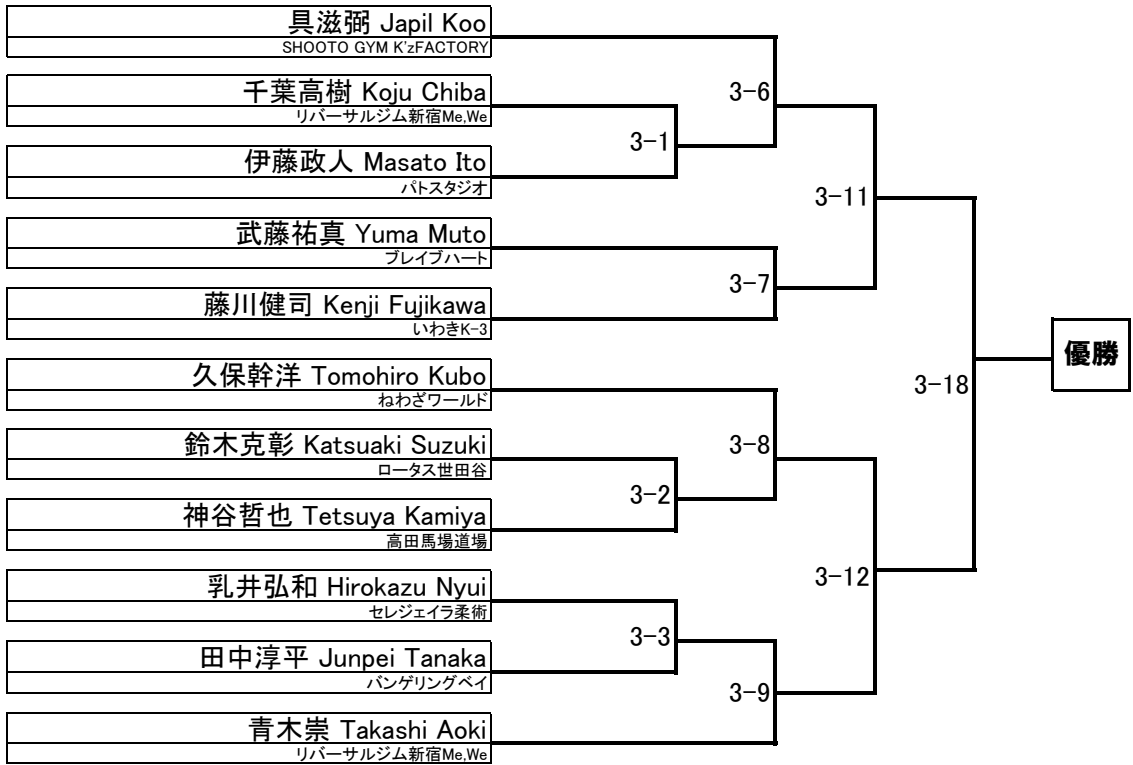 具滋弼 Japil Koo
SHOOTO GYM K'zFACTORY
千葉高樹 Koju Chiba
リバーサルジム新宿Me,We
伊藤政人 Masato Ito
パトスタジオ
武藤祐真 Yuma Muto
ブレイブハート
藤川健司 Kenji Fujikawa
いわきK-3
久保幹洋 Tomohiro Kubo
ねわざワールド
鈴木克彰 Katsuaki Suzuki
ロータス世田谷
神谷哲也 Tetsuya Kamiya
高田馬場道場
乳井弘和 Hirokazu Nyui
セレジェイラ柔術
田中淳平 Junpei Tanaka
バンゲリングベイ
青木崇 Takashi Aoki
リバーサルジム新宿Me,We
3-1
3-2
3-3
3-6
3-7
3-8
3-9
3-11
3-12
3-18
優勝